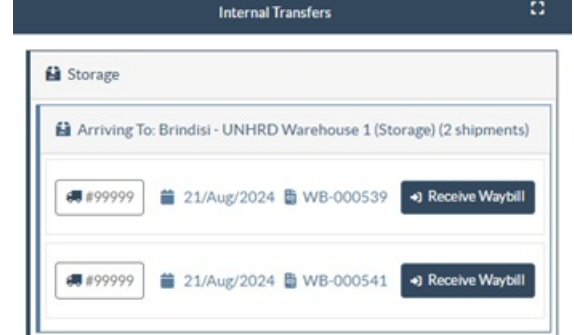 Internal Transfers
Storage
Arriving To: Brindisi - UNHRD Warehouse 1 (Storage) (2 shipments)
#99999 21/Aug/2024 WB-000539 Receive Waybill
#99999 21/Aug/2024 WB-000541 Receive Waybill